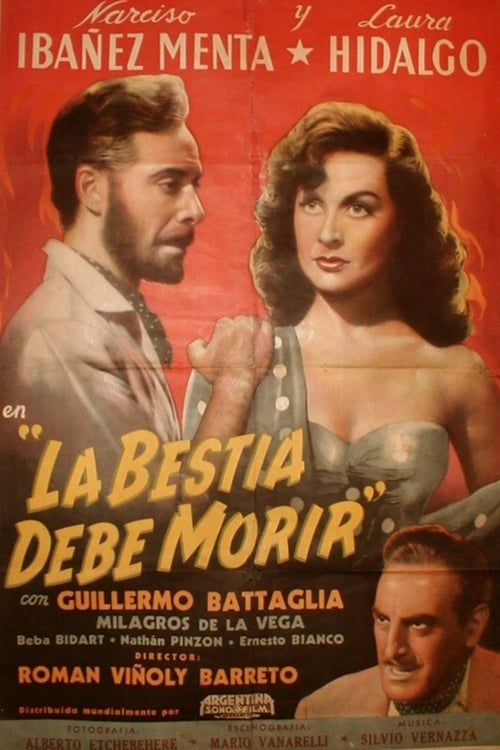 Narciso y Laura
IBAÑEZ MENTA ★ HIDALGO
en
"LA BESTIA
DEBE MORIR"
con GUILLERMO BATTAGLIA
MILAGROS DE LA VEGA
Beba BIDART • Nathán PINZON • Ernesto BIANCO
DIRECTOR:
ROMAN VIÑOLY BARRETO
Distribuida mundialmente por ARGENTINA
SONO FILM
FOTOGRAFIA: ESCENOGRAFIA: MUSICA:
ALBERTO ETCHEBEHERE ★ MARIO VANARELLI ★ SILVIO VERNAZZA